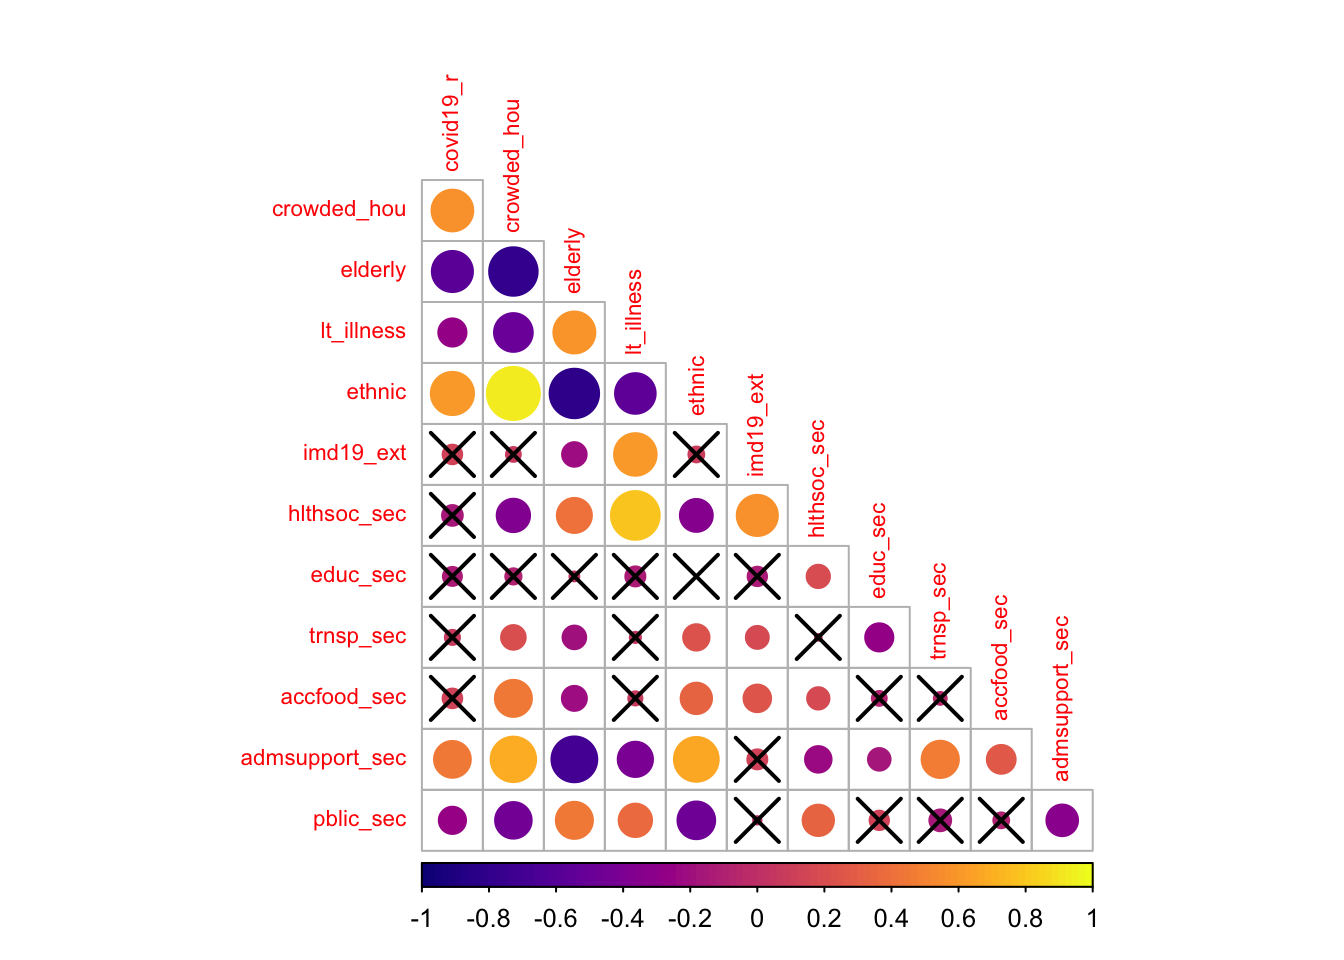 covid19_r
crowded_hou
elderly
lt_illness
ethnic
imd19_ext
hlthsoc_sec
educ_sec
trnsp_sec
accfood_sec
admsupport_sec
crowded_hou
elderly
lt_illness
ethnic
imd19_ext
hlthsoc_sec
educ_sec
trnsp_sec
accfood_sec
admsupport_sec
pblic_sec
-1 -0.8 -0.6 -0.4 -0.2 0 0.2 0.4 0.6 0.8 1